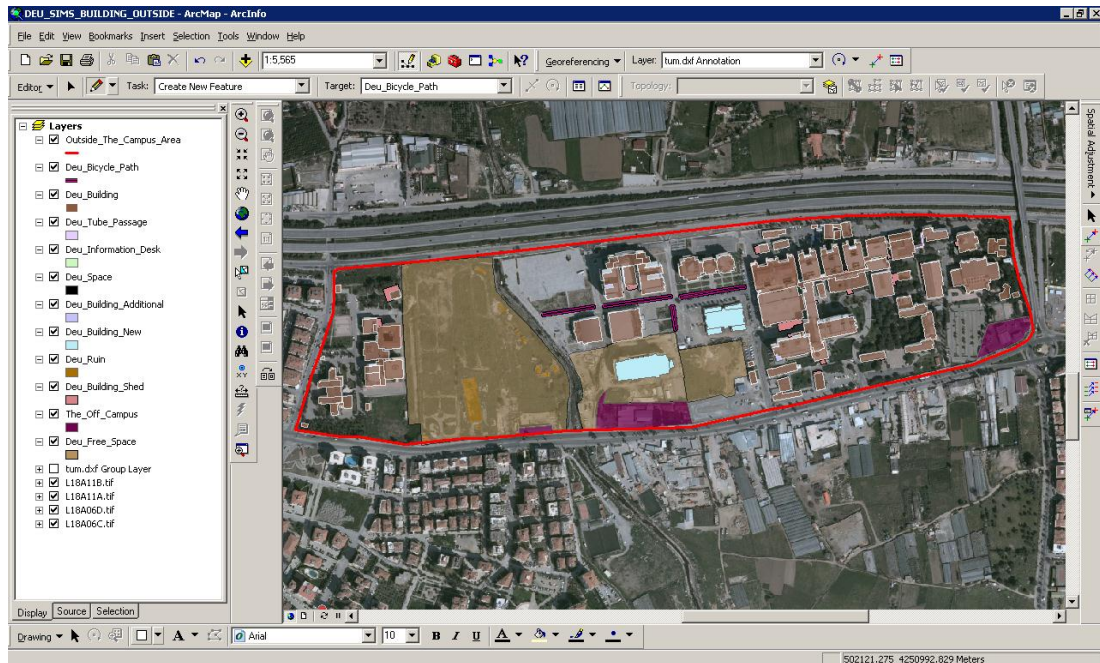 DEU_SIMS_BUILDING_OUTSIDE - ArcMap - ArcInfo
File Edit View Bookmarks Insert Selection Tools Window Help
1:5,565 Georeferencing Layer: tum.dxf Annotation
Editor Task: Create New Feature Target: Deu_Bicycle_Path Topology:
Layers
Outside_The_Campus_Area
Deu_Bicycle_Path
Deu_Building
Deu_Tube_Passage
Deu_Information_Desk
Deu_Space
Deu_Building_Additional
Deu_Building_New
Deu_Ruin
Deu_Building_Shed
The_Off_Campus
Deu_Free_Space
tum.dxf Group Layer
L18A11B.tif
L18A11A.tif
L18A06D.tif
L18A06C.tif
Spatial Adjustment
Display Source Selection
Drawing A Arial 10 B I U A
502121.275 4250992.829 Meters